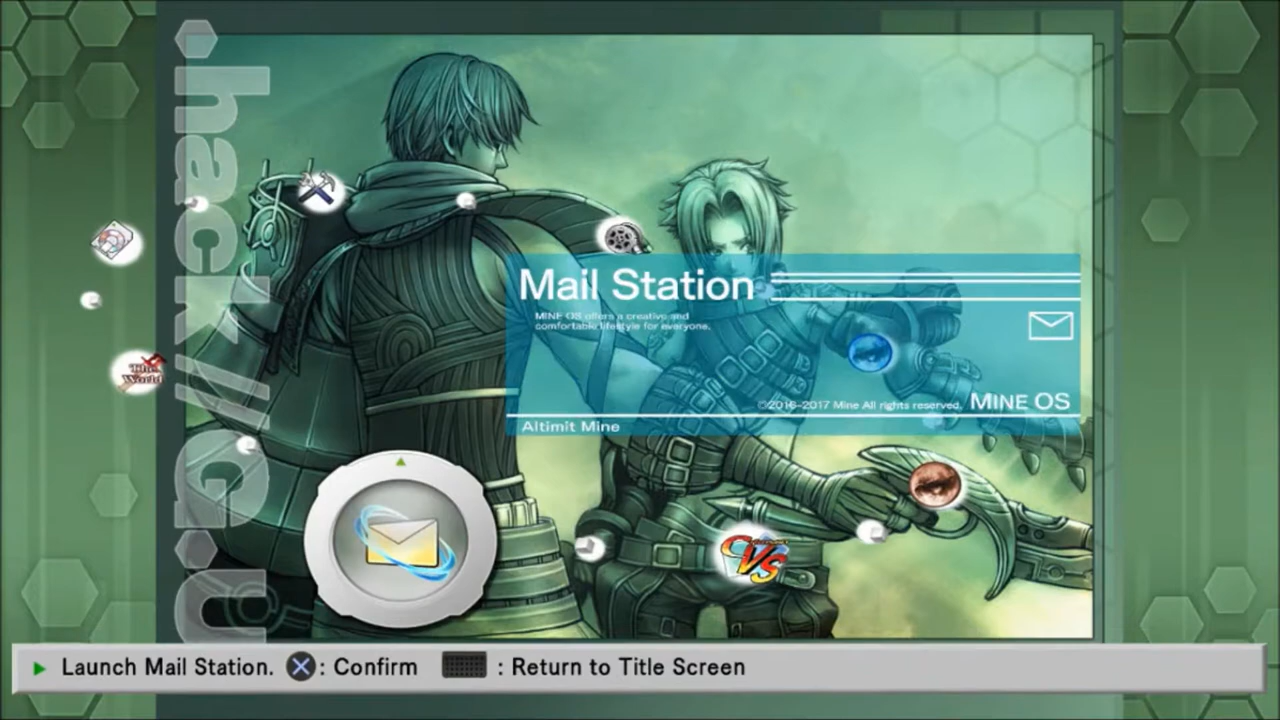 .hack//G.U
Mail Station
MINE OS offers a creative and
comfortable lifestyle for everyone.
The World
©2016-2017 Mine All rights reserved. MINE OS
Altimit Mine
VS
Launch Mail Station. : Confirm : Return to Title Screen